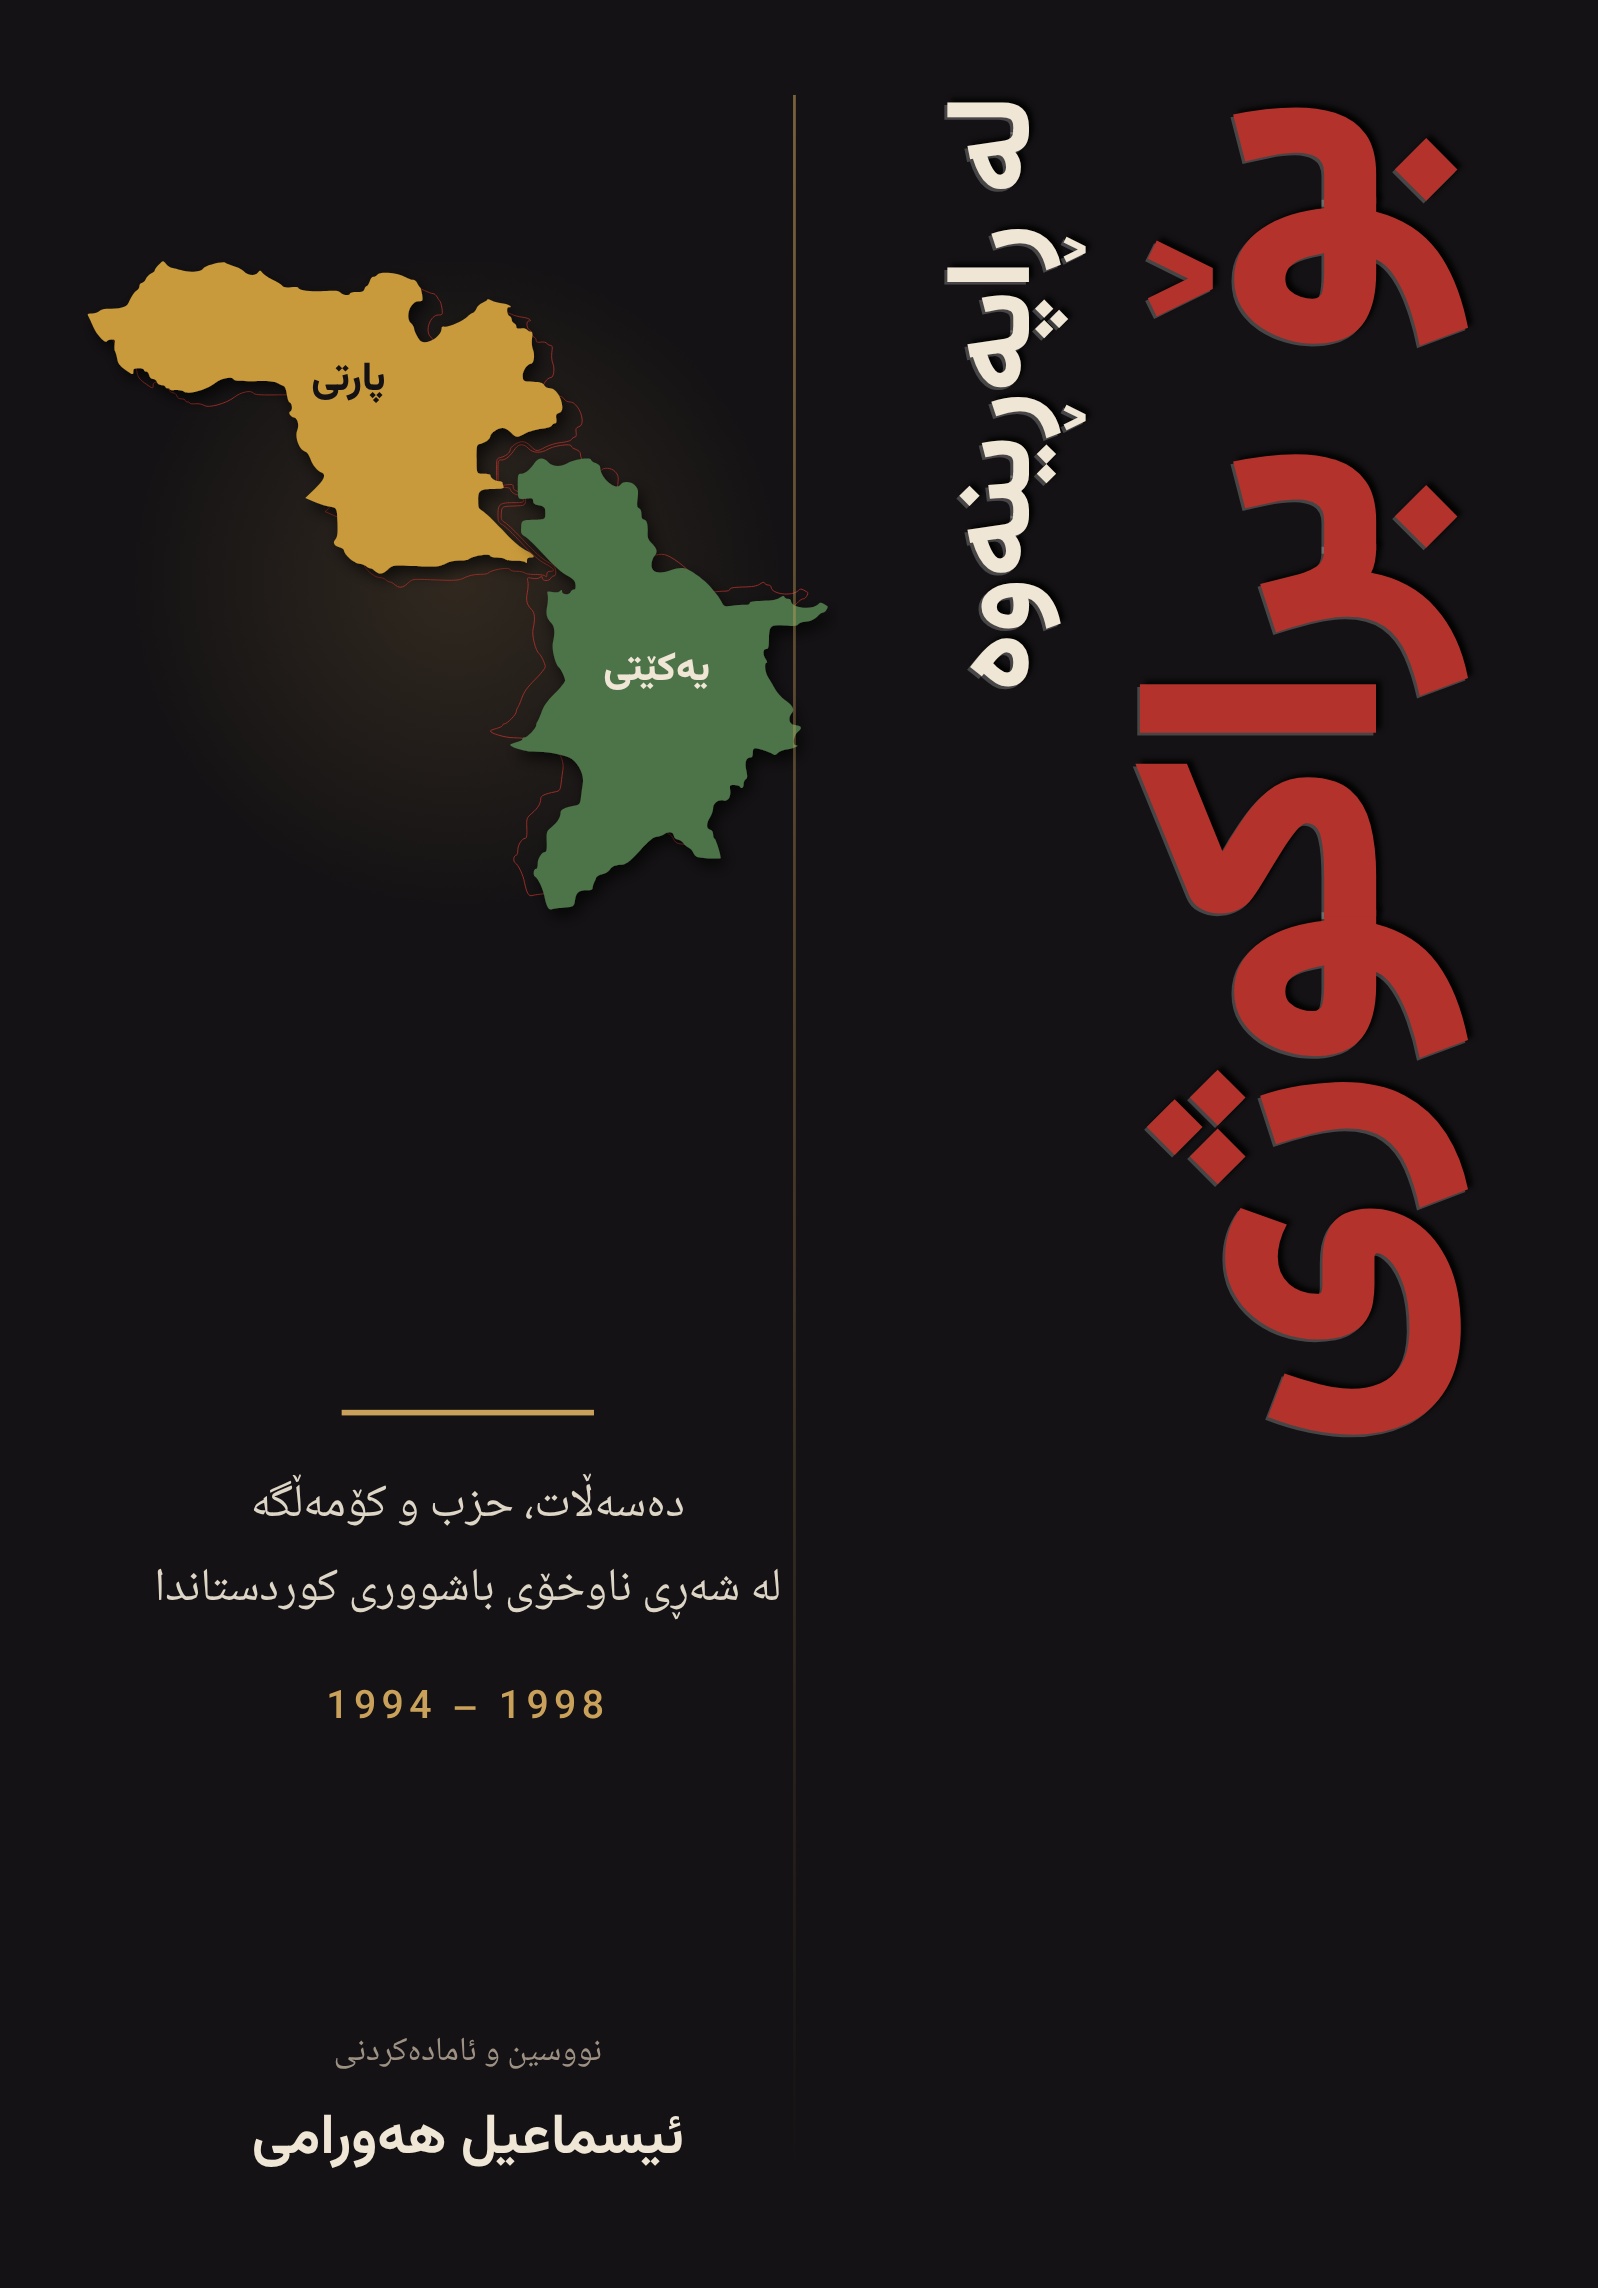 لە ڕاپەڕینەوە
بۆ براکوژی
پارتی
یەکێتی
دەسەڵات، حزب و کۆمەڵگە
لە شەڕی ناوخۆی باشووری کوردستاندا
1994 – 1998
نووسین و ئامادەکردنی
ئیسماعیل هەورامی